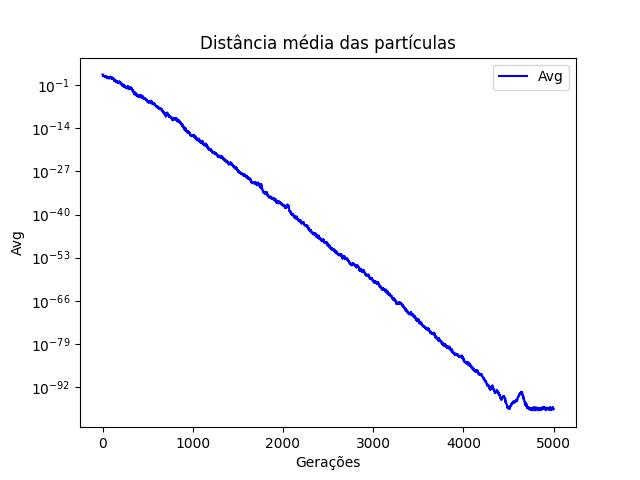 Distância média das partículas
Avg
10⁻¹
10⁻¹⁴
10⁻²⁷
10⁻⁴⁰
10⁻⁵³
10⁻⁶⁶
10⁻⁷⁹
10⁻⁹²
Avg
0 1000 2000 3000 4000 5000
Gerações